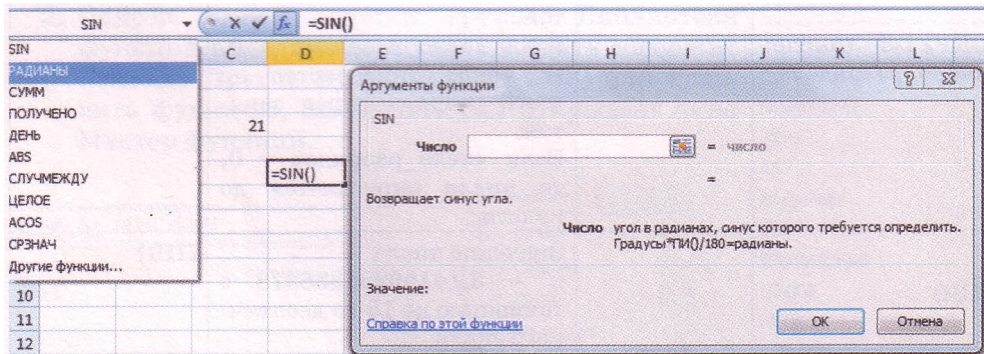 SIN =SIN()
C D E F G H I J K L
SIN
РАДИАНЫ
СУММ
ПОЛУЧЕНО
ДЕНЬ
ABS
СЛУЧМЕЖДУ
ЦЕЛОЕ
ACOS
СРЗНАЧ
Другие функции...
10
11
12
21
=SIN()
Аргументы функции
SIN
Число = число
=
Возвращает синус угла.
Число угол в радианах, синус которого требуется определить.
Градусы*ПИ()/180=радианы.
Значение:
Справка по этой функции
ОК Отмена